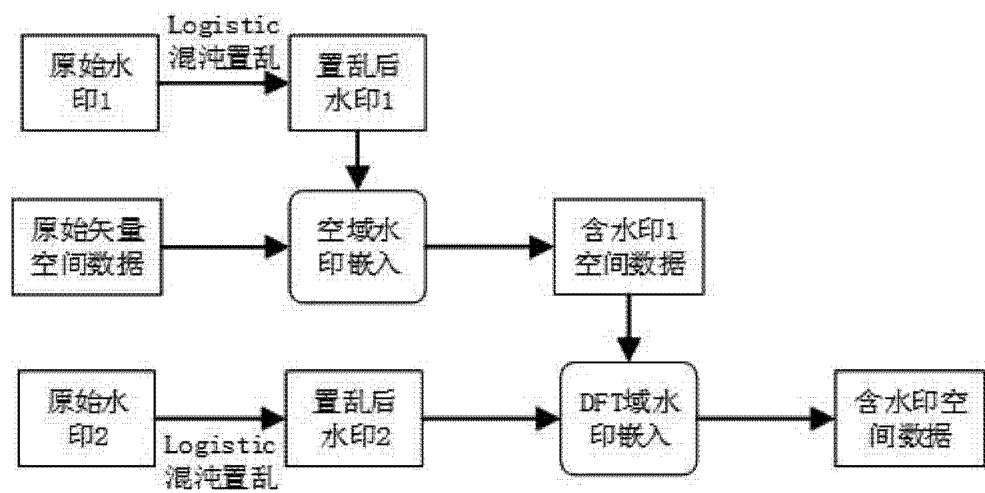 Logistic
混沌置乱
原始水
印1
置乱后
水印1
原始矢量
空间数据
空域水
印嵌入
含水印1
空间数据
原始水
印2
Logistic
混沌置乱
置乱后
水印2
DFT域水
印嵌入
含水印空
间数据